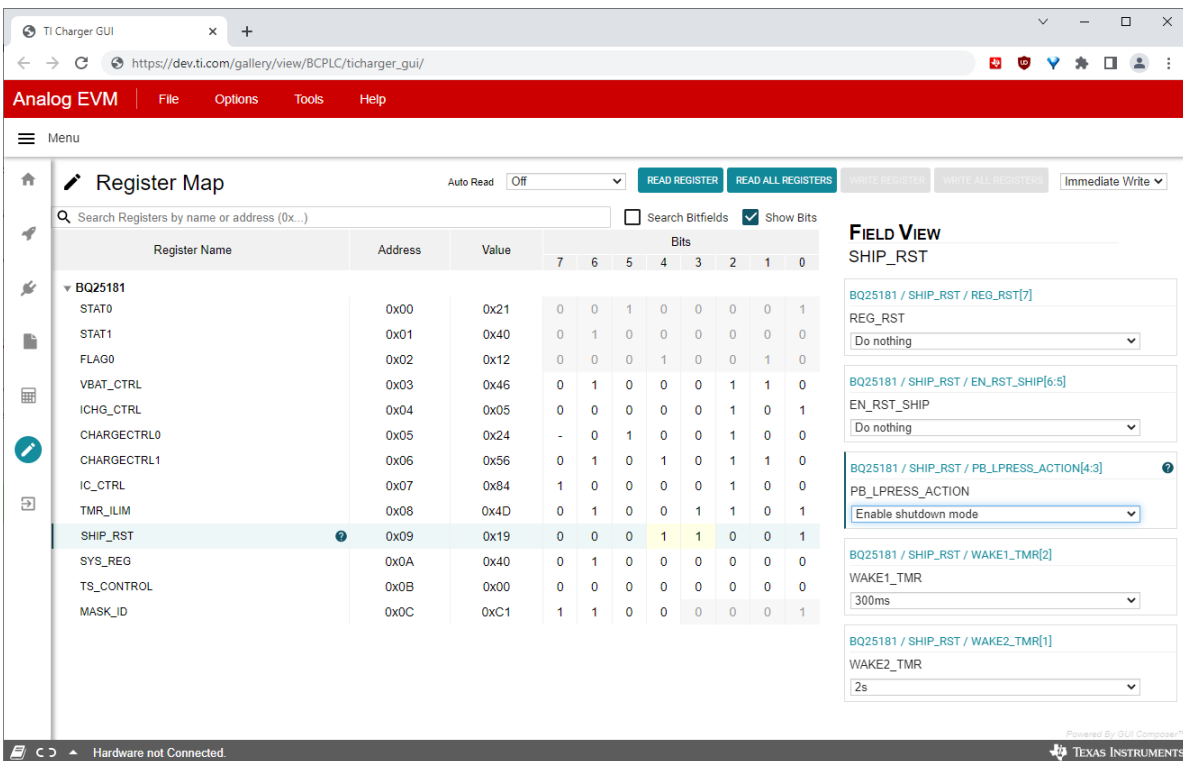 TI Charger GUI
https://dev.ti.com/gallery/view/BCPLC/ticharger_gui/
Analog EVM File Options Tools Help
Menu
Register Map Auto Read Off READ REGISTER READ ALL REGISTERS WRITE REGISTER WRITE ALL REGISTERS Immediate Write
Search Registers by name or address (0x...) Search Bitfields Show Bits
Register Name Address Value Bits
7 6 5 4 3 2 1 0
BQ25181
STAT0 0x00 0x21 0 0 1 0 0 0 0 1
STAT1 0x01 0x40 0 1 0 0 0 0 0 0
FLAG0 0x02 0x12 0 0 0 1 0 0 1 0
VBAT_CTRL 0x03 0x46 0 1 0 0 0 1 1 0
ICHG_CTRL 0x04 0x05 0 0 0 0 0 1 0 1
CHARGECTRL0 0x05 0x24 - 0 1 0 0 1 0 0
CHARGECTRL1 0x06 0x56 0 1 0 1 0 1 1 0
IC_CTRL 0x07 0x84 1 0 0 0 0 1 0 0
TMR_ILIM 0x08 0x4D 0 1 0 0 1 1 0 1
SHIP_RST ? 0x09 0x19 0 0 0 1 1 0 0 1
SYS_REG 0x0A 0x40 0 1 0 0 0 0 0 0
TS_CONTROL 0x0B 0x00 0 0 0 0 0 0 0 0
MASK_ID 0x0C 0xC1 1 1 0 0 0 0 0 1
FIELD VIEW
SHIP_RST
BQ25181 / SHIP_RST / REG_RST[7]
REG_RST
Do nothing
BQ25181 / SHIP_RST / EN_RST_SHIP[6:5]
EN_RST_SHIP
Do nothing
BQ25181 / SHIP_RST / PB_LPRESS_ACTION[4:3] ?
PB_LPRESS_ACTION
Enable shutdown mode
BQ25181 / SHIP_RST / WAKE1_TMR[2]
WAKE1_TMR
300ms
BQ25181 / SHIP_RST / WAKE2_TMR[1]
WAKE2_TMR
2s
Powered By GUI Composer™
Hardware not Connected.
TEXAS INSTRUMENTS